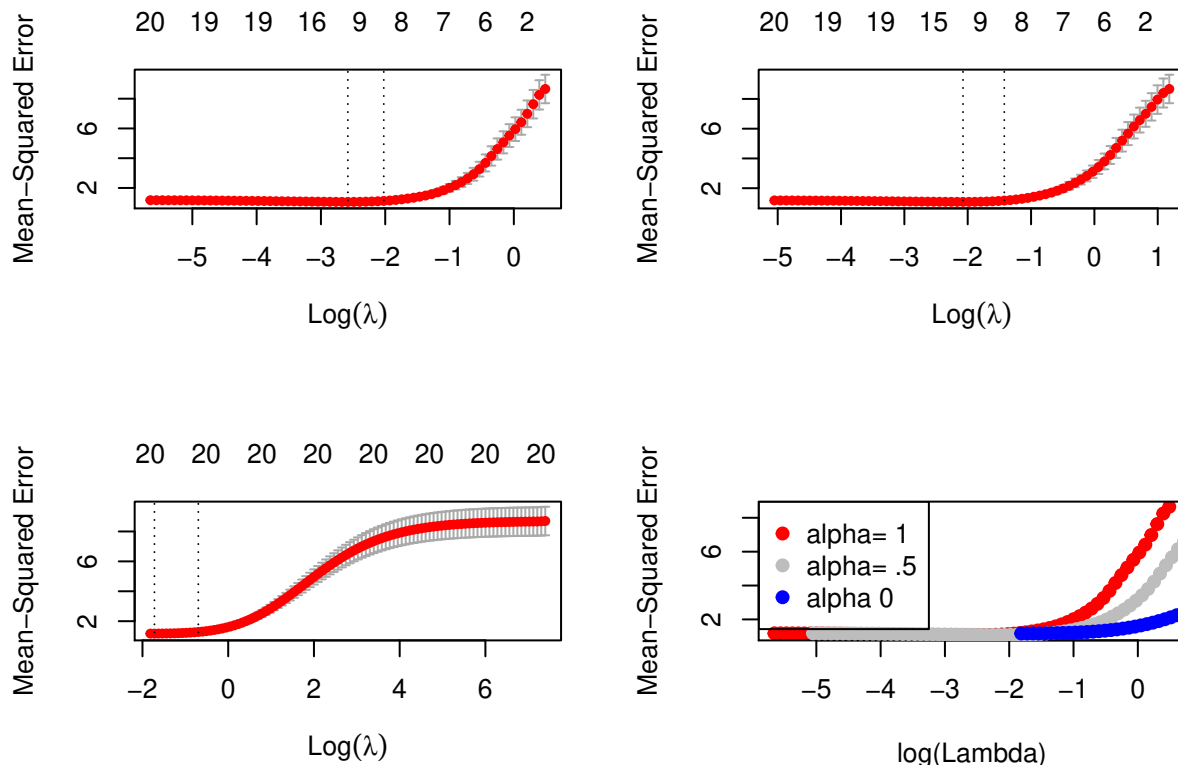 20 19 19 16 9 8 7 6 2
Mean−Squared Error
2 6
−5 −4 −3 −2 −1 0
Log(λ)
20 19 19 15 9 8 7 6 2
Mean−Squared Error
2 6
−5 −4 −3 −2 −1 0 1
Log(λ)
20 20 20 20 20 20 20 20
Mean−Squared Error
2 6
−2 0 2 4 6
Log(λ)
Mean−Squared Error
2 6
alpha= 1
alpha= .5
alpha 0
−5 −4 −3 −2 −1 0
log(Lambda)